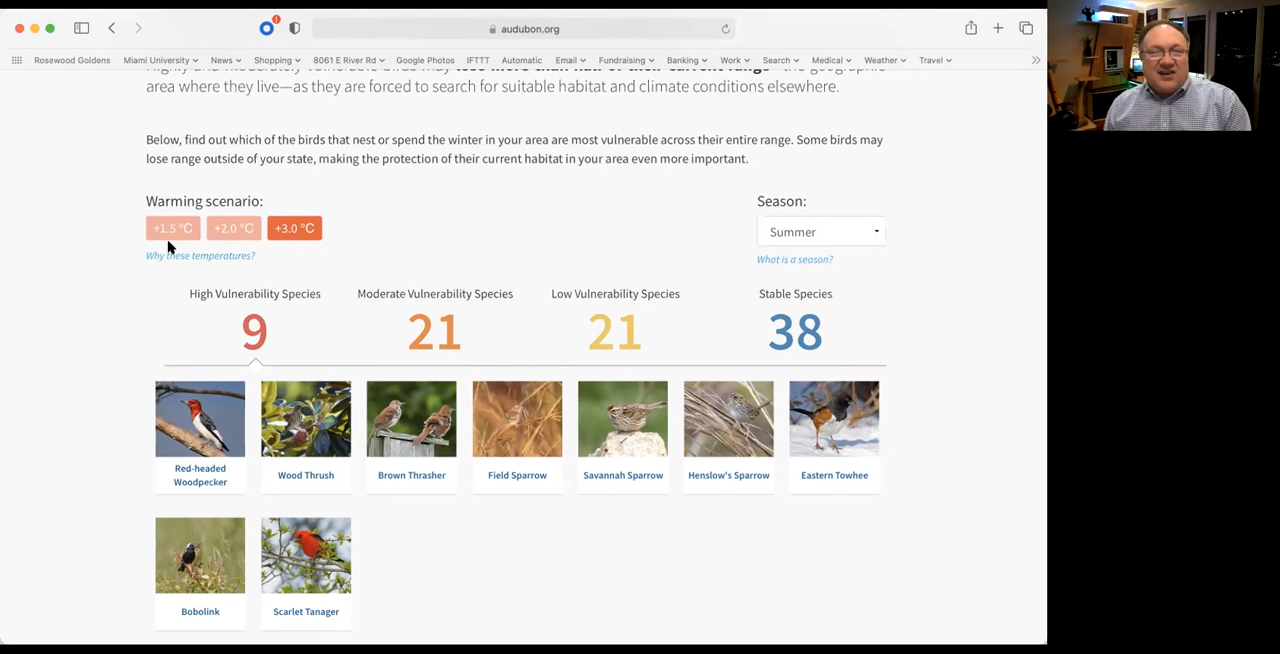 audubon.org
Rosewood Goldens Miami University News Shopping 8061 E River Rd Google Photos IFTTT Automatic Email Fundraising Banking Work Search Medical Weather Travel
area where they live—as they are forced to search for suitable habitat and climate conditions elsewhere.
Below, find out which of the birds that nest or spend the winter in your area are most vulnerable across their entire range. Some birds may
lose range outside of your state, making the protection of their current habitat in your area even more important.
Warming scenario:
Season:
+1.5 °C +2.0 °C +3.0 °C
Summer
Why these temperatures?
What is a season?
High Vulnerability Species Moderate Vulnerability Species Low Vulnerability Species Stable Species
9 21 21 38
Red-headed
Woodpecker
Wood Thrush Brown Thrasher Field Sparrow Savannah Sparrow Henslow's Sparrow Eastern Towhee
Bobolink Scarlet Tanager